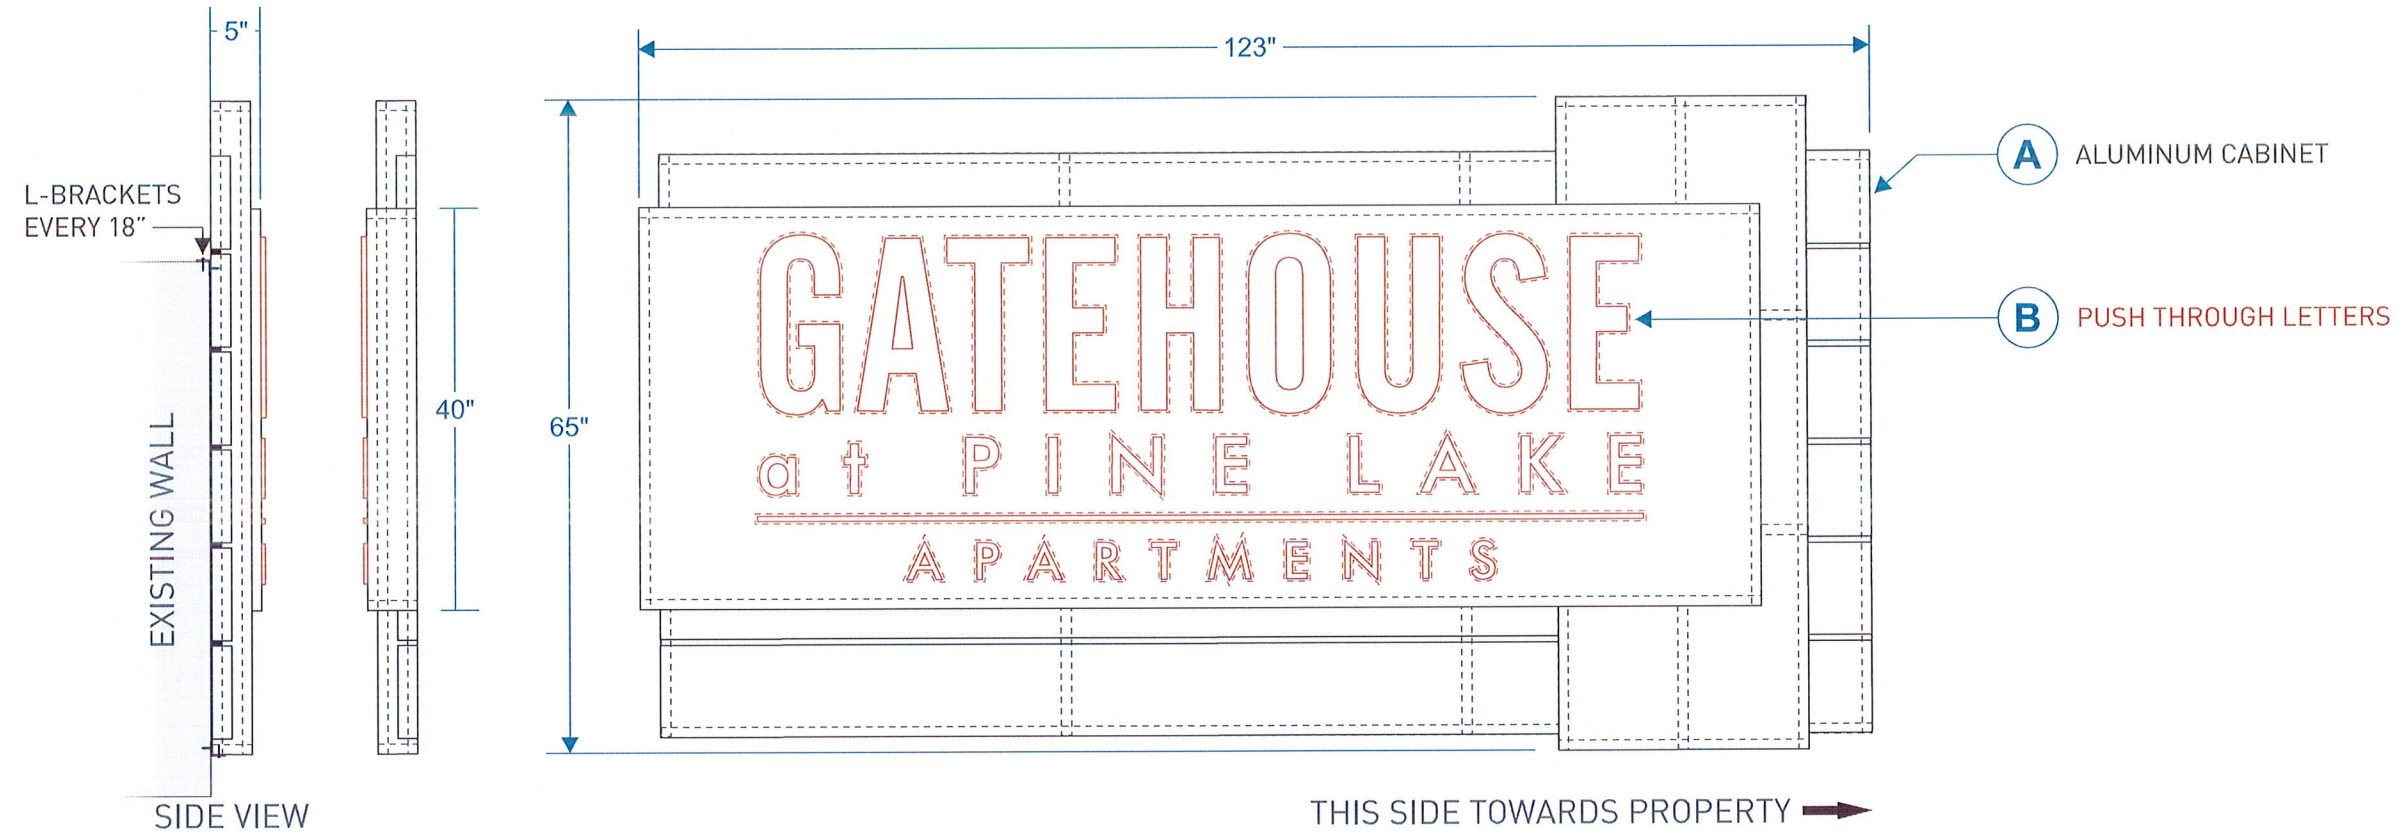 5"
123"
A ALUMINUM CABINET
L-BRACKETS
EVERY 18”
GATEHOUSE
B PUSH THROUGH LETTERS
40"
65"
at PINE LAKE
APARTMENTS
EXISTING WALL
SIDE VIEW
THIS SIDE TOWARDS PROPERTY